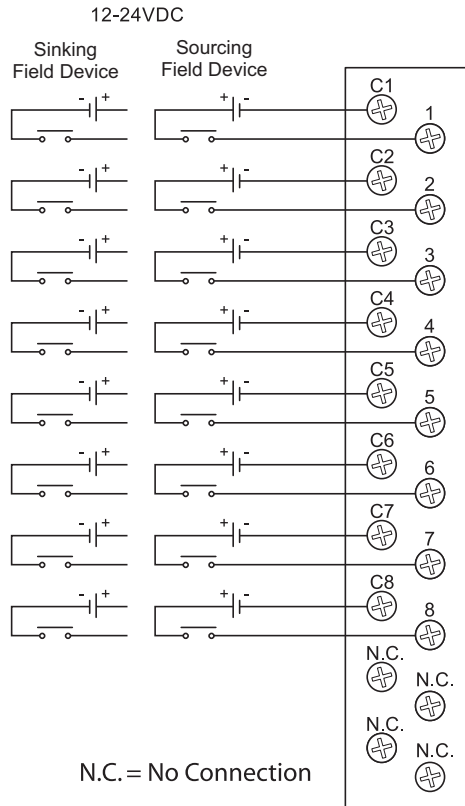 12-24VDC
Sinking
Field Device
Sourcing
Field Device
C1
1
- +
+ -
C2
2
- +
+ -
C3
3
- +
+ -
C4
4
- +
+ -
C5
5
- +
+ -
C6
6
- +
+ -
C7
7
- +
+ -
C8
8
- +
+ -
N.C.
N.C.
N.C.
N.C.
N.C. = No Connection